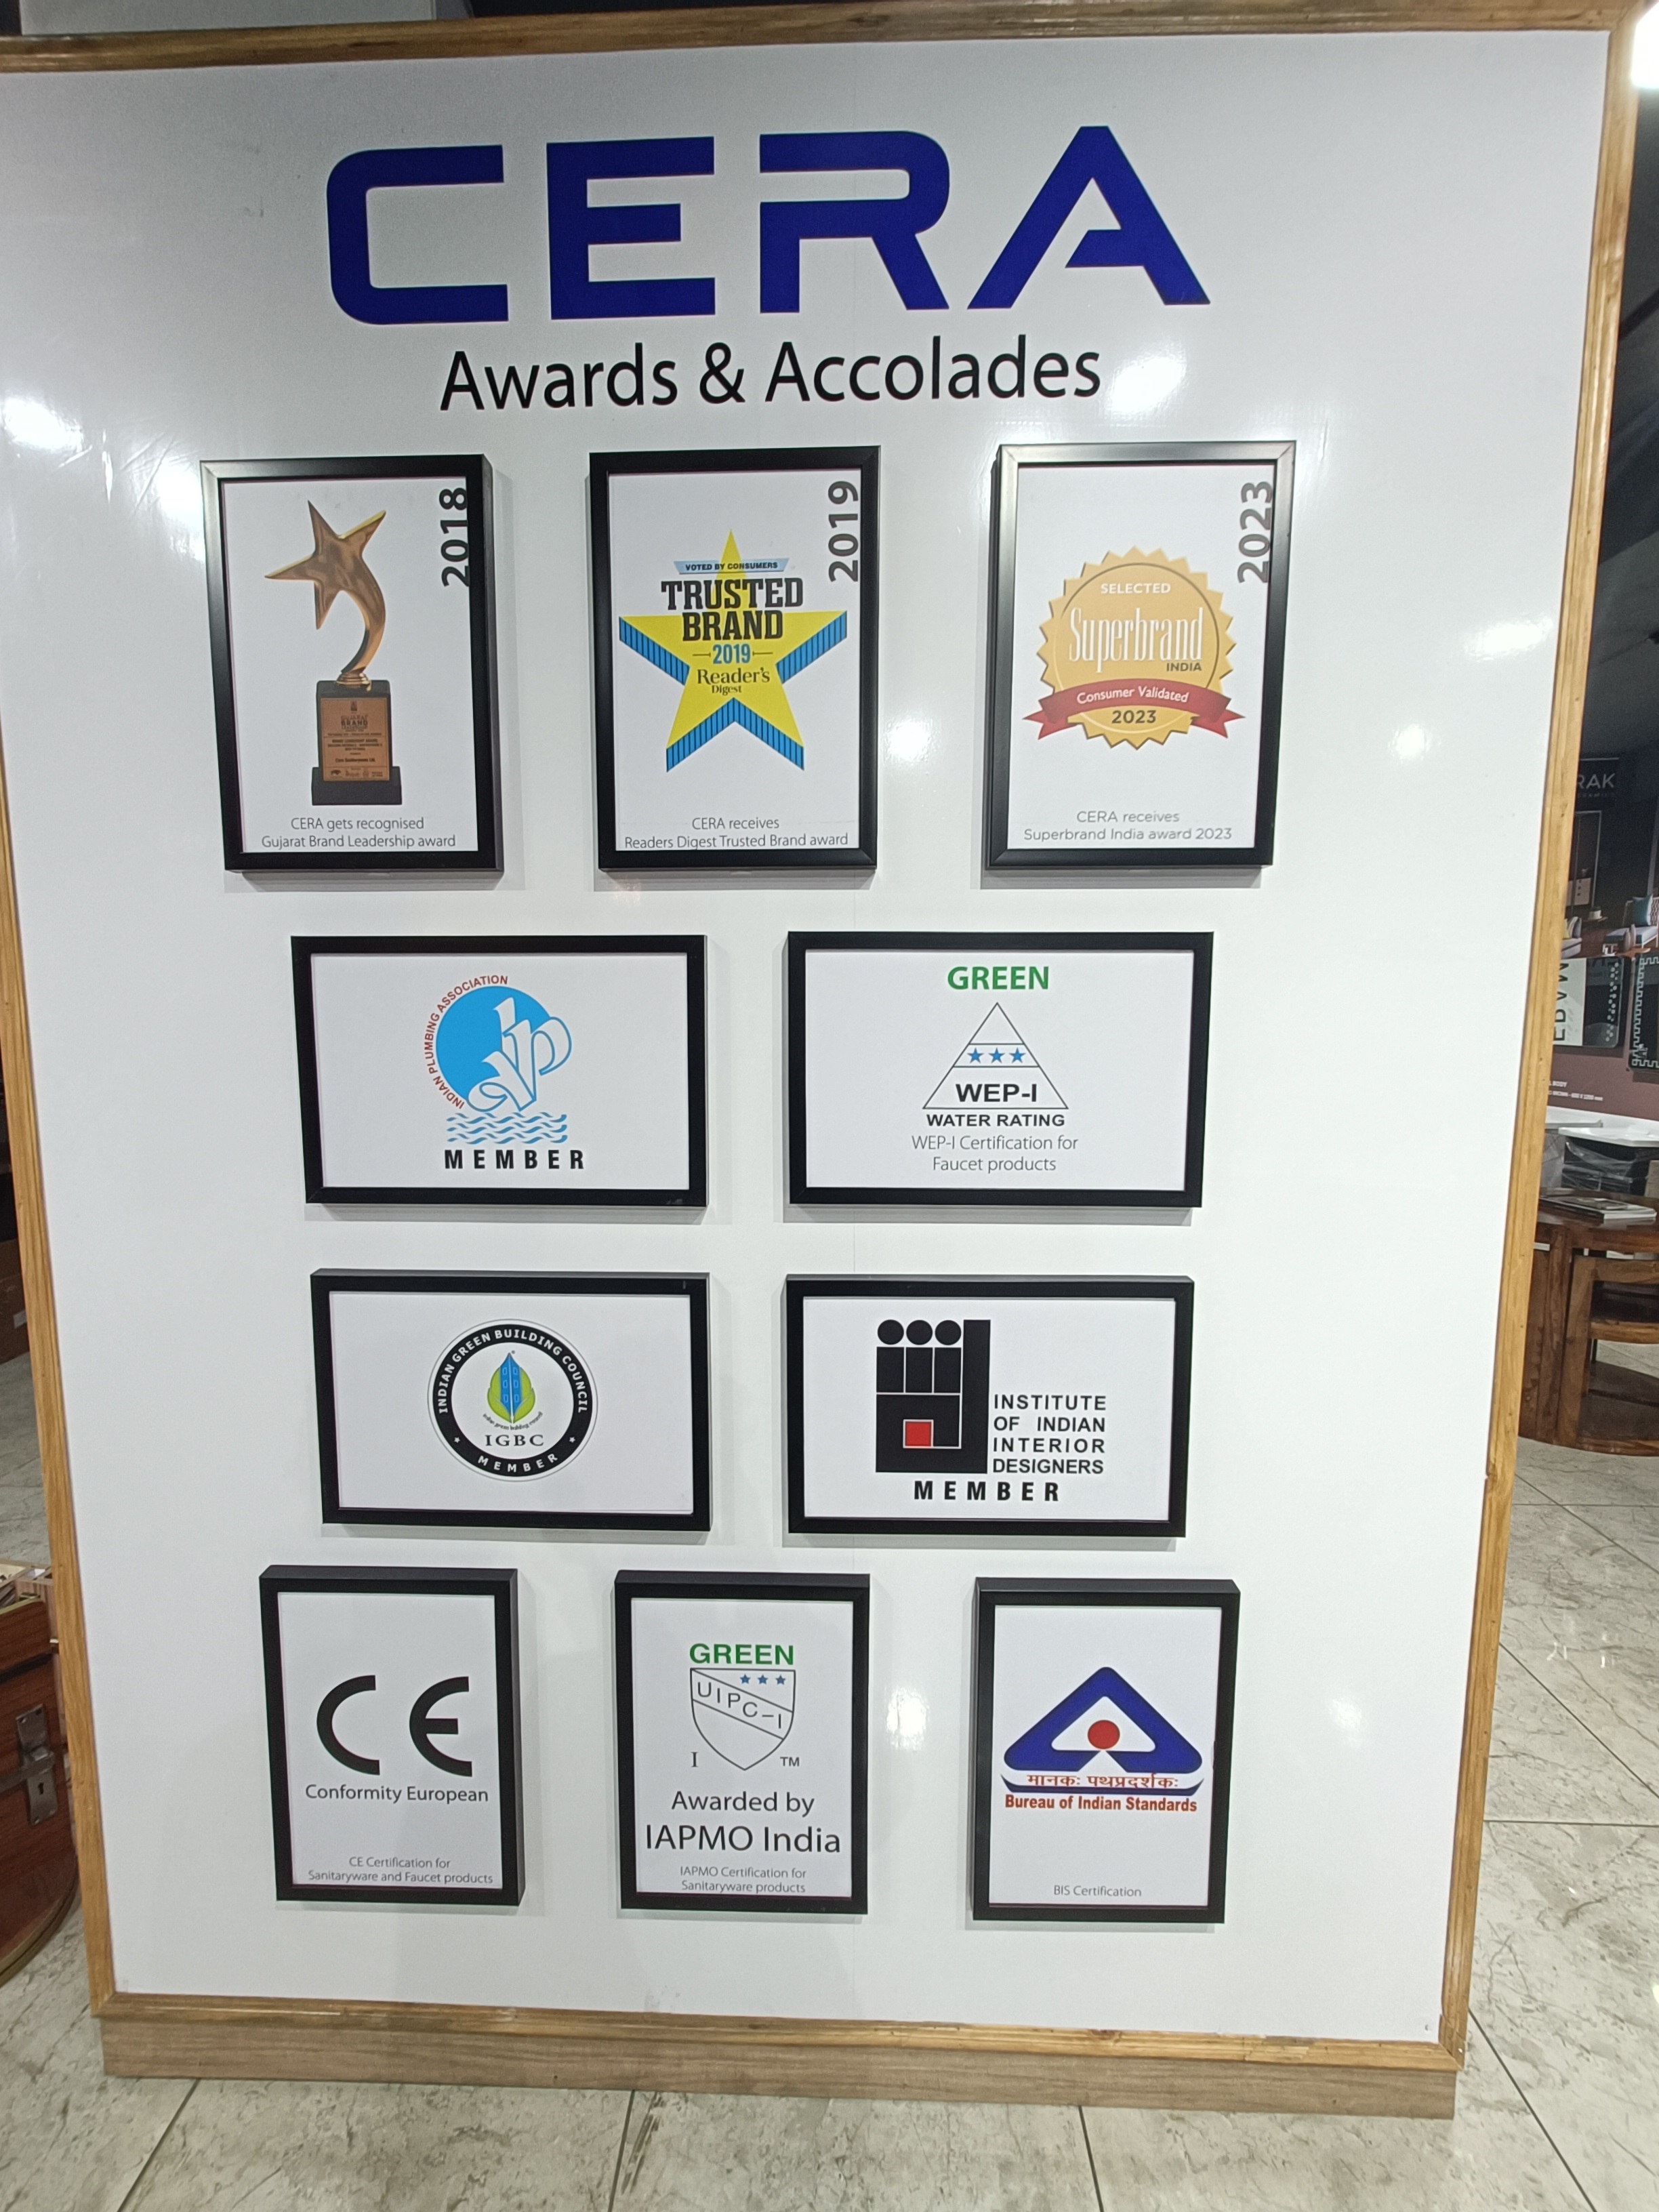 CERA
Awards & Accolades
2018
CERA gets recognised
Gujarat Brand Leadership award
2019
VOTED BY CONSUMERS
TRUSTED
BRAND
2019
Reader's
Digest
CERA receives
Readers Digest Trusted Brand award
2023
SELECTED
Superbrand
INDIA
Consumer Validated
2023
CERA receives
Superbrand India award 2023
INDIAN PLUMBING ASSOCIATION
MEMBER
GREEN
WEP-I
WATER RATING
WEP-I Certification for
Faucet products
INDIAN GREEN BUILDING COUNCIL
IGBC
MEMBER
INSTITUTE
OF INDIAN
INTERIOR
DESIGNERS
MEMBER
CE
Conformity European
CE Certification for
Sanitaryware and Faucet products
GREEN
UIPC-I
I TM
Awarded by
IAPMO India
IAPMO Certification for
Sanitaryware products
मानकः पथप्रदर्शकः
Bureau of Indian Standards
BIS Certification
RAK